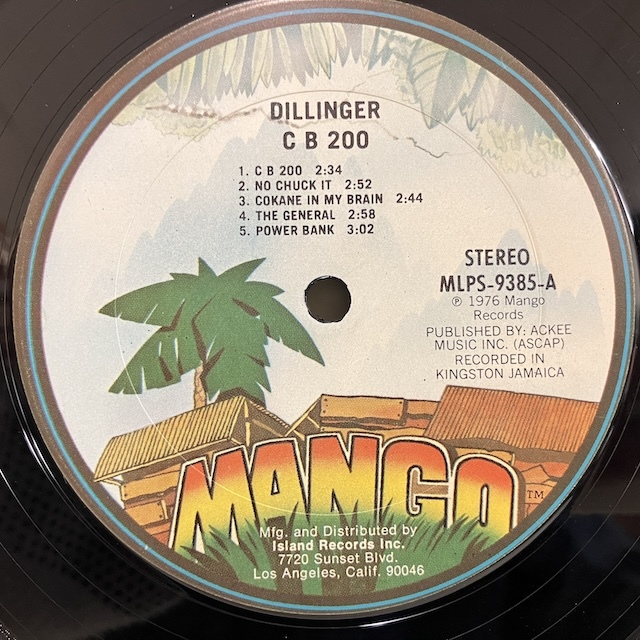 DILLINGER
C B 200
1. C B 200 2:34
2. NO CHUCK IT 2:52
3. COKANE IN MY BRAIN 2:44
4. THE GENERAL 2:58
5. POWER BANK 3:02
STEREO
MLPS-9385-A
℗ 1976 Mango
Records
PUBLISHED BY: ACKEE
MUSIC INC. (ASCAP)
RECORDED IN
KINGSTON JAMAICA
MANGO TM
Mfg. and Distributed by
Island Records Inc.
7720 Sunset Blvd.
Los Angeles, Calif. 90046